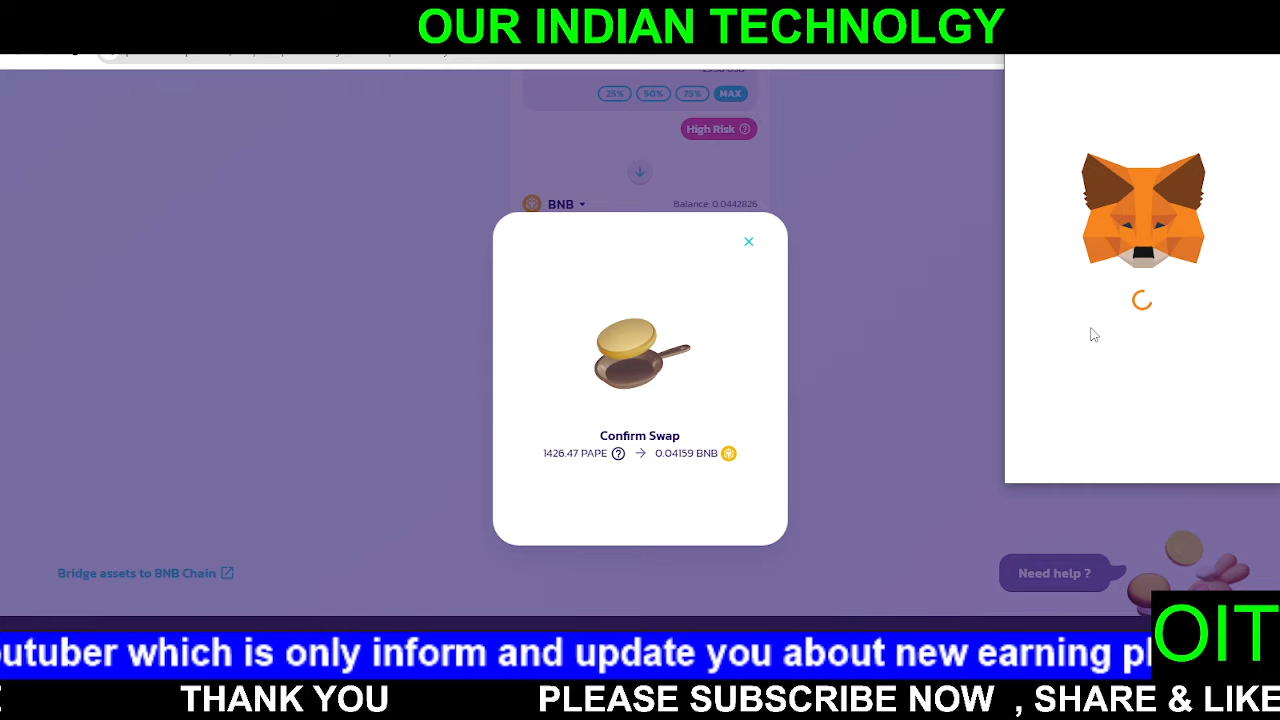 OUR INDIAN TECHNOLGY
25% 50% 75% MAX
High Risk
BNB
Balance: 0.0442826
Confirm Swap
1426.47 PAPE ? → 0.04159 BNB
Bridge assets to BNB Chain
Need help ?
outuber which is only inform and update you about new earning pl
OIT
THANK YOU PLEASE SUBSCRIBE NOW , SHARE & LIKE